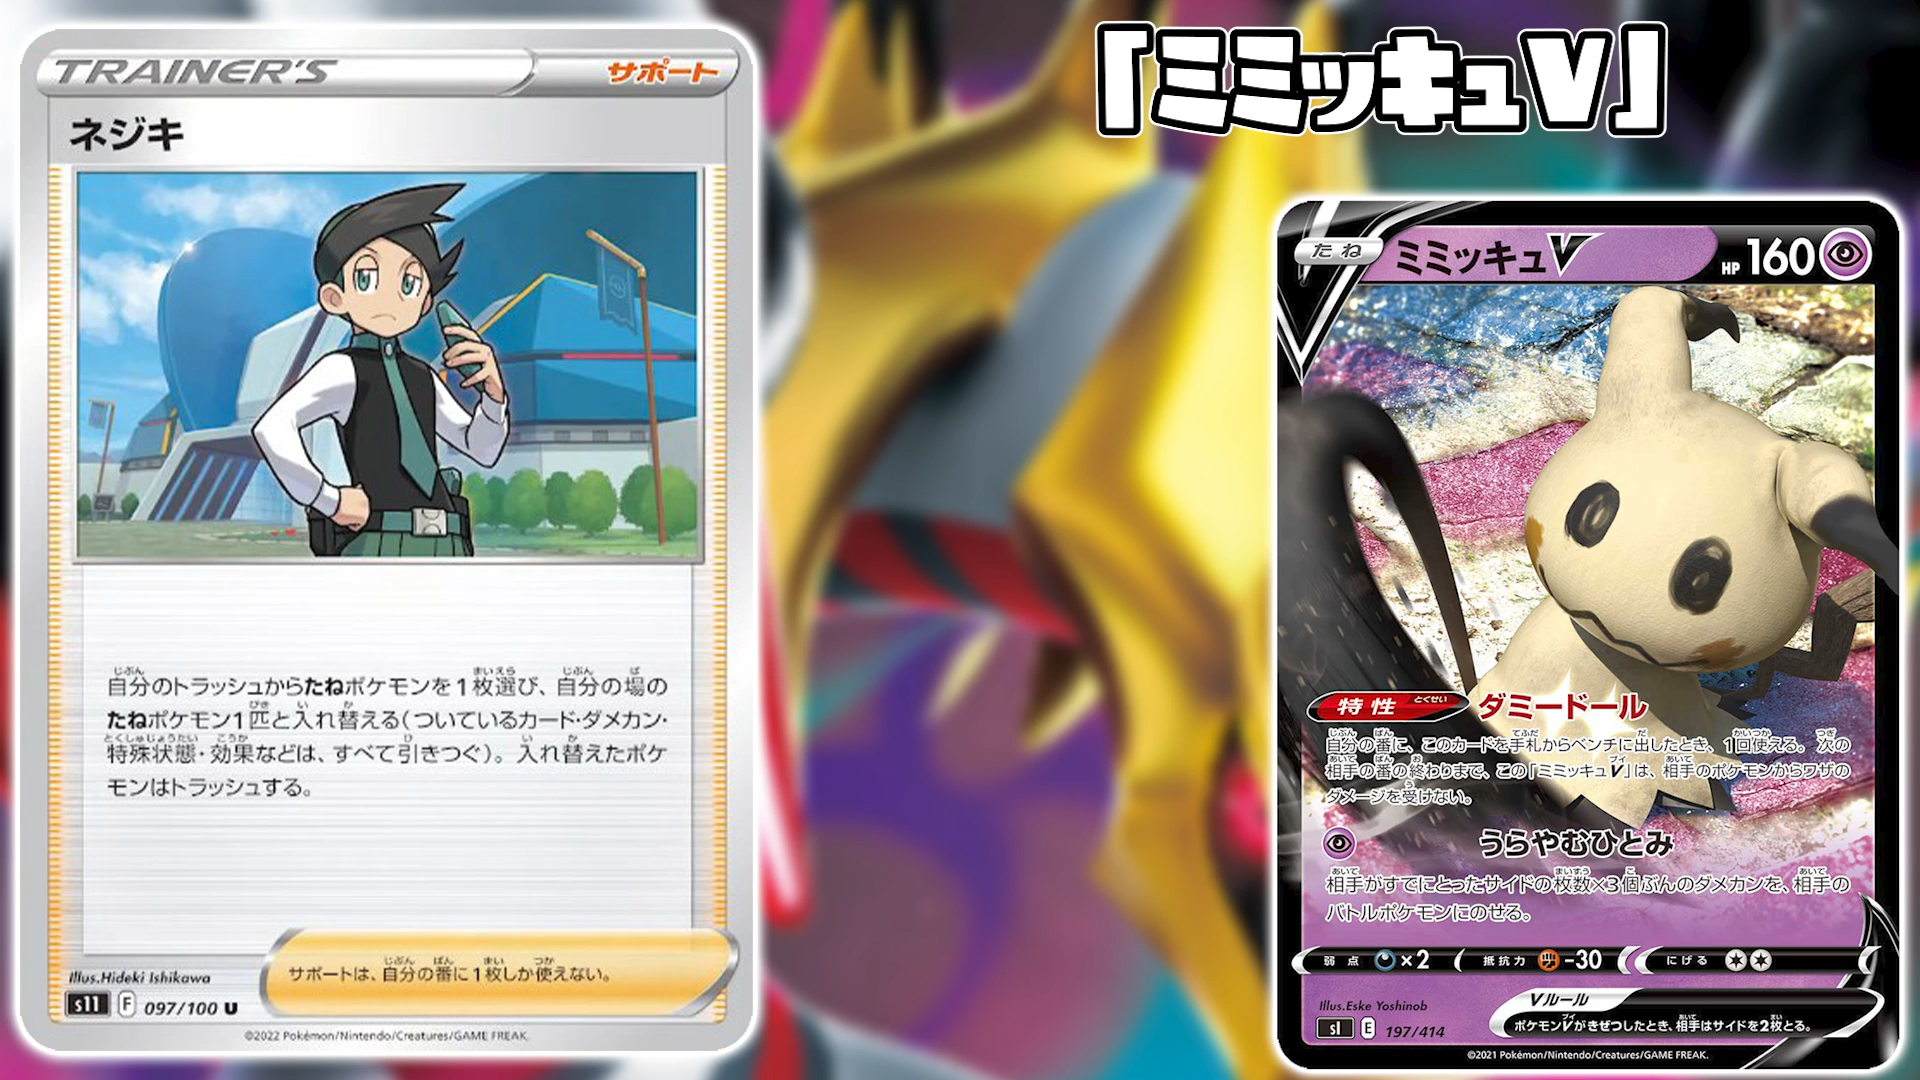 TRAINER'S
サポート
ネジキ
自分のトラッシュからたねポケモンを1枚選び、自分の場の
たねポケモン1匹と入れ替える(ついているカード・ダメカン・
特殊状態・効果などは、すべて引きつぐ)。入れ替えたポケ
モンはトラッシュする。
Illus.Hideki Ishikawa
サポートは、自分の番に1枚しか使えない。
s11 F 097/100 U
©2022 Pokémon/Nintendo/Creatures/GAME FREAK.
「ミミッキュV」
たね ミミッキュV HP 160
特性 とくせい ダミードール
自分の番に、このカードを手札からベンチに出したとき、1回使える。次の
相手の番の終わりまで、この「ミミッキュV」は、相手のポケモンからワザの
ダメージを受けない。
うらやむひとみ
相手がすでにとったサイドの枚数×3個ぶんのダメカンを、相手の
バトルポケモンにのせる。
弱点 ×2 抵抗力 -30 にげる
Illus.Eske Yoshinob
Vルール
ポケモンVがきぜつしたとき、相手はサイドを2枚とる。
sI E 197/414
©2021 Pokémon/Nintendo/Creatures/GAME FREAK.